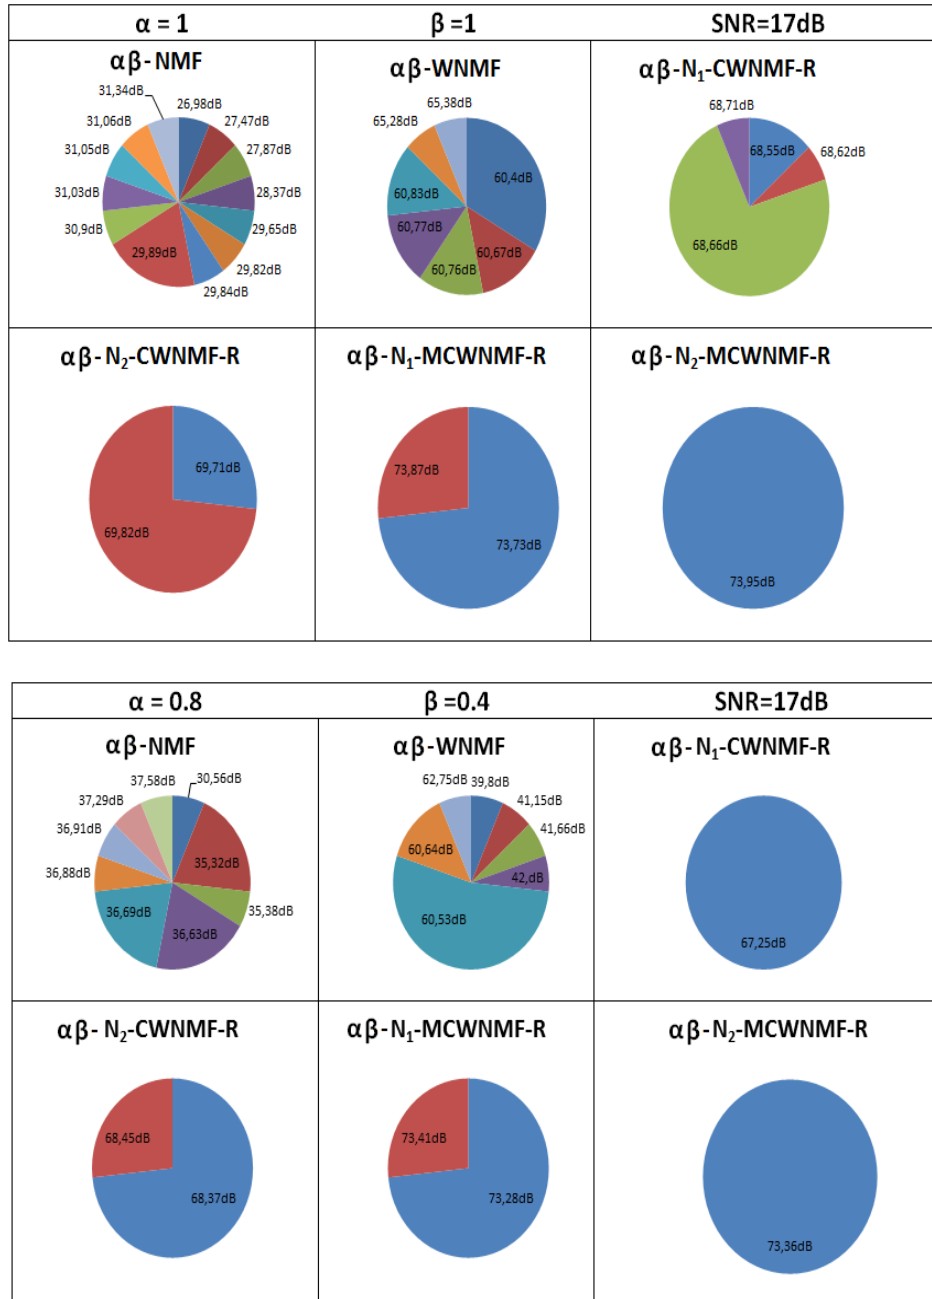 α = 1
β =1
SNR=17dB
αβ-NMF
31,34dB
26,98dB
31,06dB
27,47dB
31,05dB
27,87dB
31,03dB
28,37dB
30,9dB
29,65dB
29,89dB
29,82dB
29,84dB
αβ-WNMF
65,38dB
65,28dB
60,4dB
60,83dB
60,77dB
60,67dB
60,76dB
αβ-N₁-CWNMF-R
68,71dB
68,55dB
68,62dB
68,66dB
αβ- N₂-CWNMF-R
69,71dB
69,82dB
αβ-N₁-MCWNMF-R
73,87dB
73,73dB
αβ-N₂-MCWNMF-R
73,95dB
α = 0.8
β =0.4
SNR=17dB
αβ-NMF
37,58dB
30,56dB
37,29dB
36,91dB
35,32dB
36,88dB
36,69dB
35,38dB
36,63dB
αβ-WNMF
62,75dB
39,8dB
41,15dB
60,64dB
41,66dB
42,dB
60,53dB
αβ-N₁-CWNMF-R
67,25dB
αβ- N₂-CWNMF-R
68,45dB
68,37dB
αβ-N₁-MCWNMF-R
73,41dB
73,28dB
αβ-N₂-MCWNMF-R
73,36dB